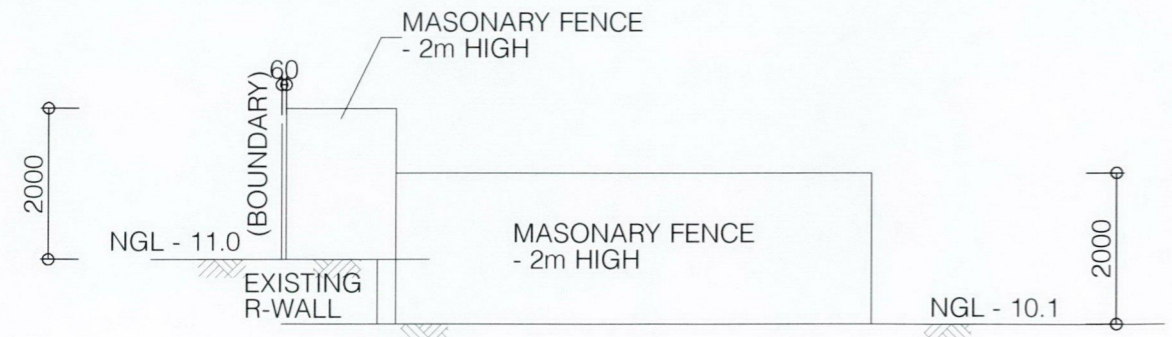 MASONARY FENCE
- 2m HIGH
60
(BOUNDARY)
2000
NGL - 11.0
EXISTING
R-WALL
MASONARY FENCE
- 2m HIGH
2000
NGL - 10.1